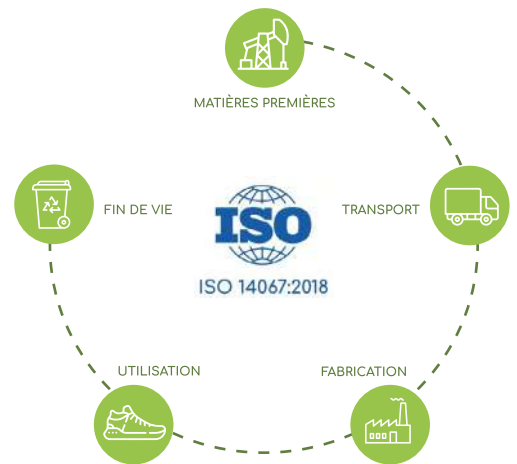 MATIÈRES PREMIÈRES
FIN DE VIE
ISO
TRANSPORT
ISO 14067:2018
UTILISATION
FABRICATION